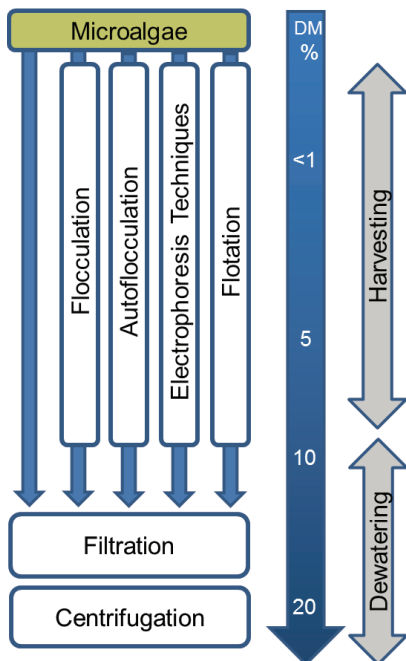 Microalgae
Flocculation
Autoflocculation
Electrophoresis Techniques
Flotation
Filtration
Centrifugation
DM
%
<1
5
10
20
Harvesting
Dewatering